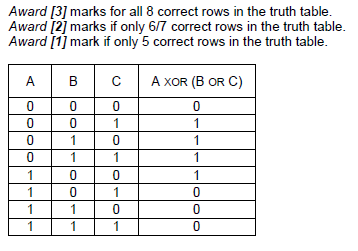 Award [3] marks for all 8 correct rows in the truth table.
Award [2] marks if only 6/7 correct rows in the truth table.
Award [1] mark if only 5 correct rows in the truth table.
A B C A XOR (B OR C)
0 0 0 0
0 0 1 1
0 1 0 1
0 1 1 1
1 0 0 1
1 0 1 0
1 1 0 0
1 1 1 0